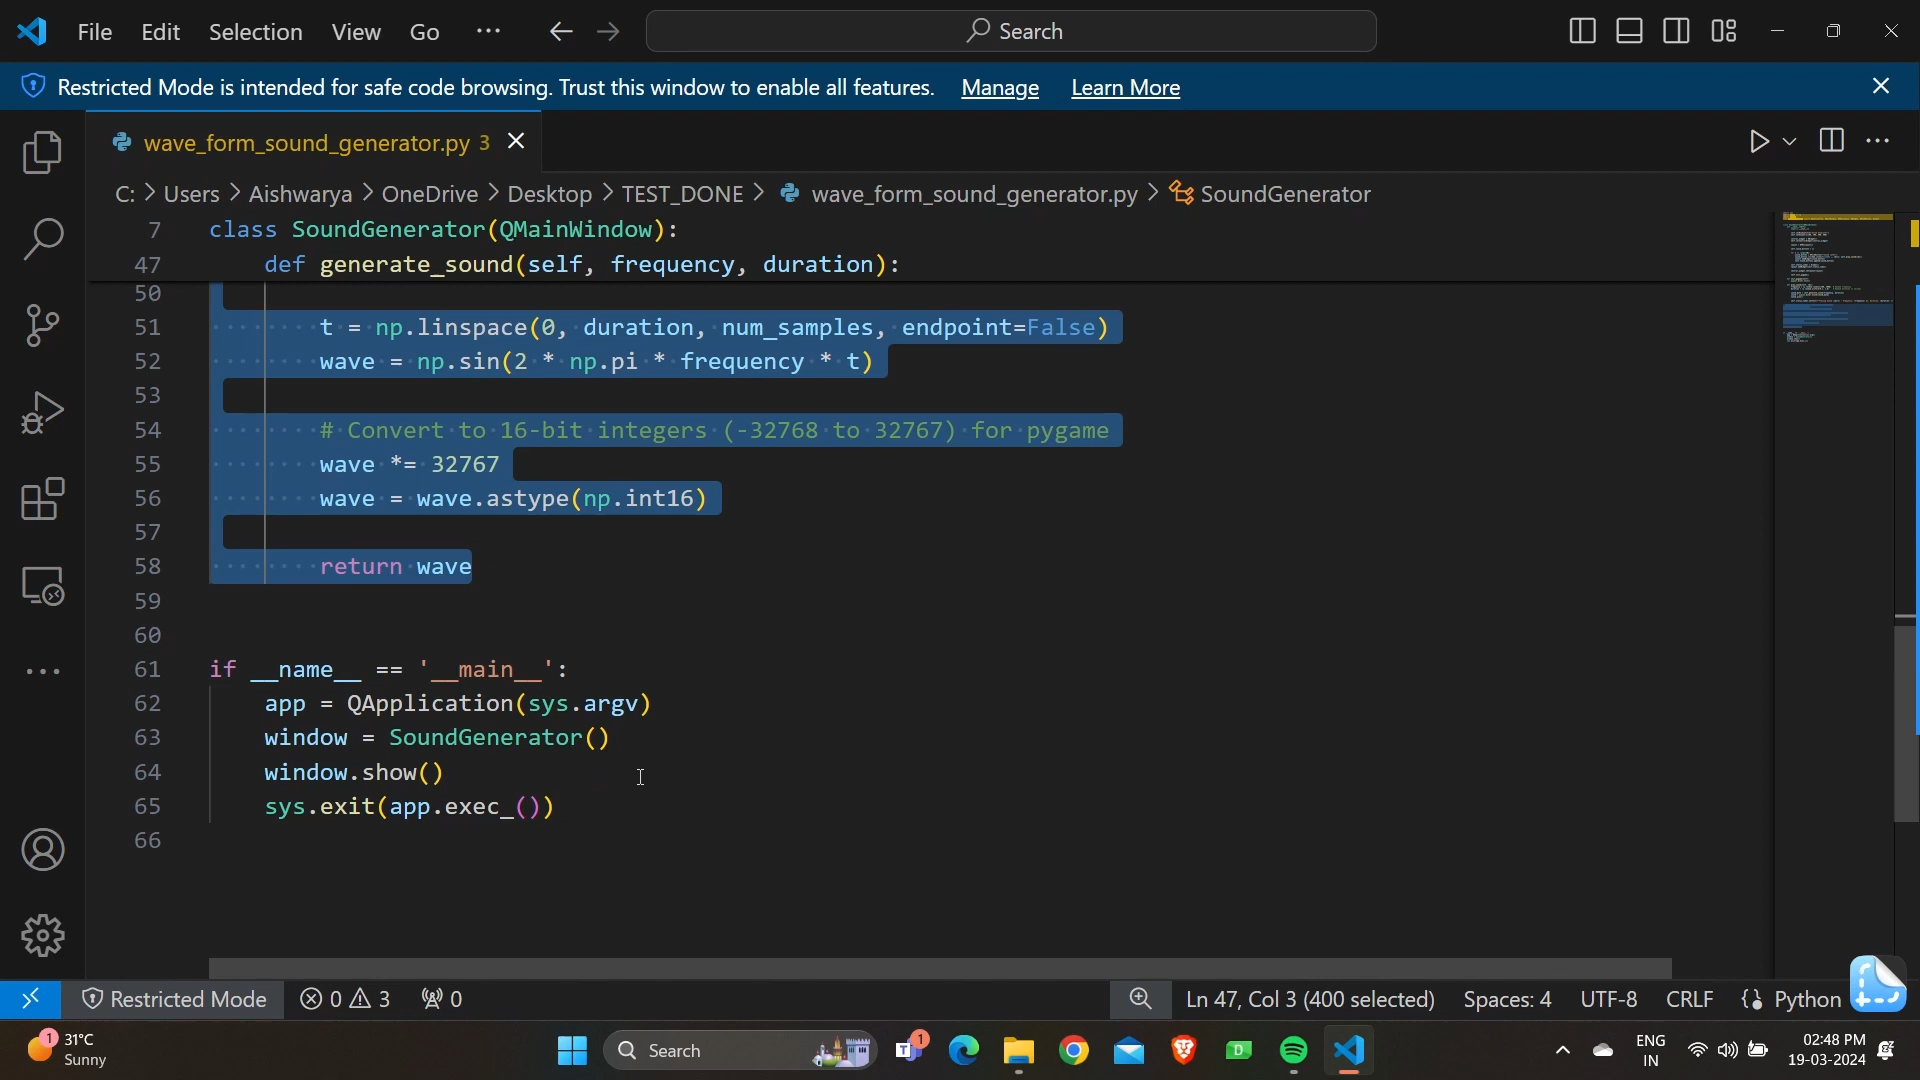 File Edit Selection View Go ··· Search
Restricted Mode is intended for safe code browsing. Trust this window to enable all features. Manage Learn More
wave_form_sound_generator.py 3
C: > Users > Aishwarya > OneDrive > Desktop > TEST_DONE > wave_form_sound_generator.py > SoundGenerator
7 class SoundGenerator(QMainWindow):
47 def generate_sound(self, frequency, duration):
50
51 t = np.linspace(0, duration, num_samples, endpoint=False)
52 wave = np.sin(2 * np.pi * frequency * t)
53
54 # Convert to 16-bit integers (-32768 to 32767) for pygame
55 wave *= 32767
56 wave = wave.astype(np.int16)
57
58 return wave
59
60
61 if __name__ == '__main__':
62 app = QApplication(sys.argv)
63 window = SoundGenerator()
64 window.show()
65 sys.exit(app.exec_())
66
Restricted Mode 0 3 0 Ln 47, Col 3 (400 selected) Spaces: 4 UTF-8 CRLF Python
1 31°C
Sunny
Search
T 1
D
ENG
IN
02:48 PM
19-03-2024